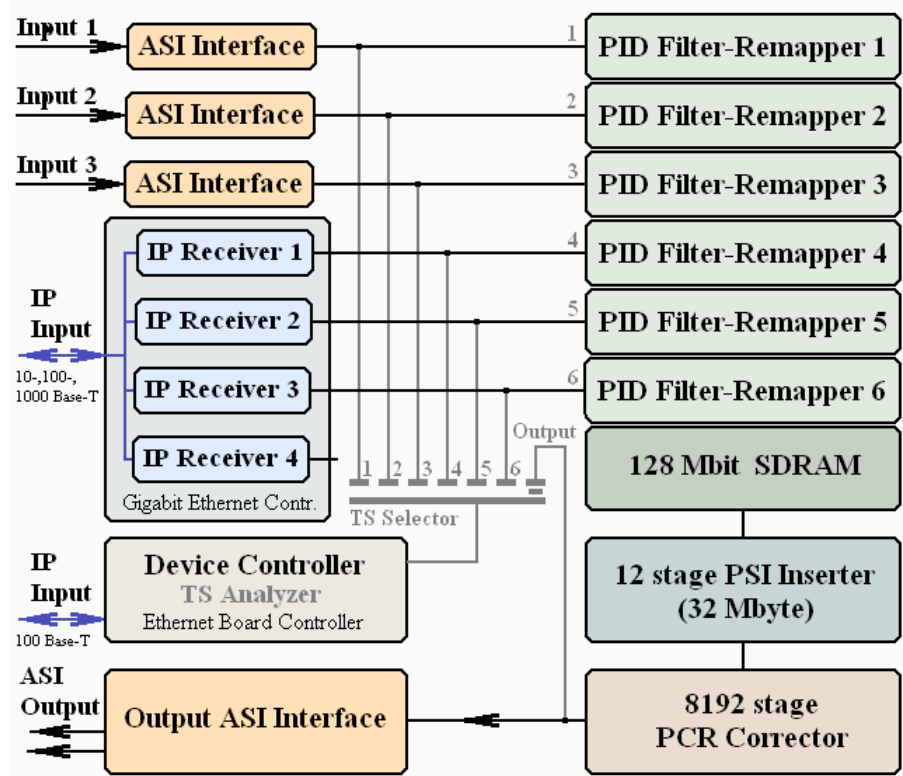 Input 1
ASI Interface
1
PID Filter-Remapper 1
Input 2
ASI Interface
2
PID Filter-Remapper 2
Input 3
ASI Interface
3
PID Filter-Remapper 3
IP Receiver 1
4
PID Filter-Remapper 4
IP
Input
10-,100-,
1000 Base-T
IP Receiver 2
5
PID Filter-Remapper 5
IP Receiver 3
6
PID Filter-Remapper 6
IP Receiver 4
Gigabit Ethernet Contr.
1 2 3 4 5 6
Output
TS Selector
128 Mbit SDRAM
IP
Input
100 Base-T
Device Controller
TS Analyzer
Ethernet Board Controller
12 stage PSI Inserter
(32 Mbyte)
ASI
Output
Output ASI Interface
8192 stage
PCR Corrector